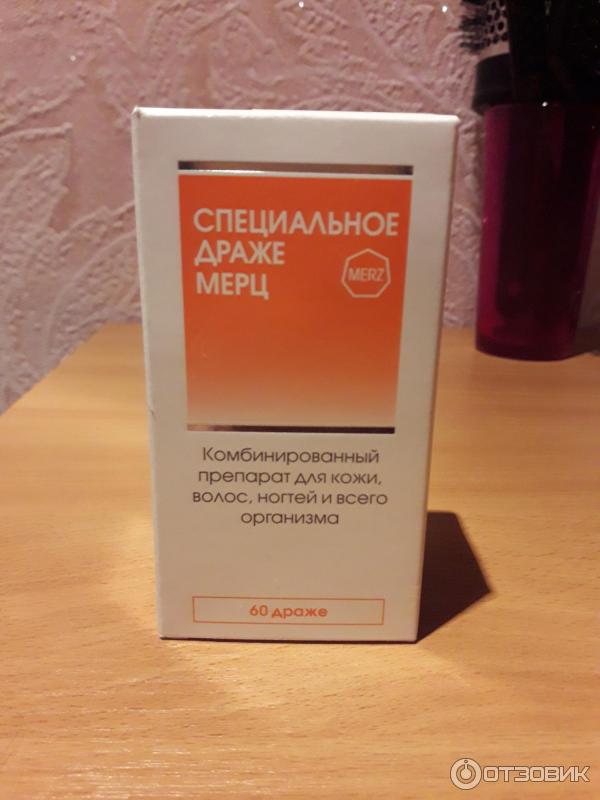 СПЕЦИАЛЬНОЕ
ДРАЖЕ
МЕРЦ
MERZ
Комбинированный
препарат для кожи,
волос, ногтей и всего
организма
60 драже
ОТЗОВИК